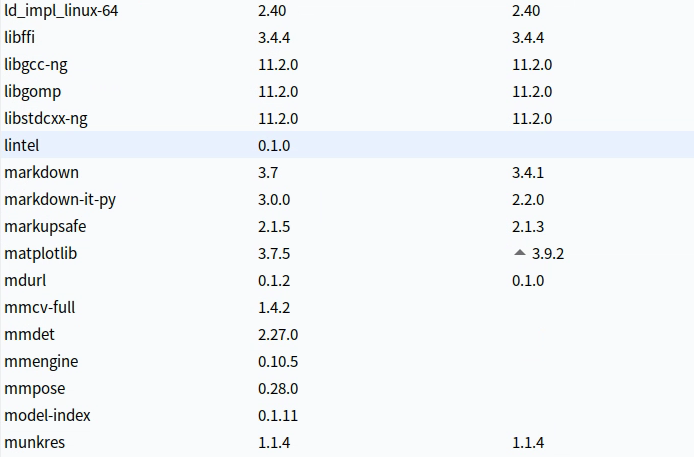 ld_impl_linux-64 2.40 2.40
libffi 3.4.4 3.4.4
libgcc-ng 11.2.0 11.2.0
libgomp 11.2.0 11.2.0
libstdcxx-ng 11.2.0 11.2.0
lintel 0.1.0
markdown 3.7 3.4.1
markdown-it-py 3.0.0 2.2.0
markupsafe 2.1.5 2.1.3
matplotlib 3.7.5 3.9.2
mdurl 0.1.2 0.1.0
mmcv-full 1.4.2
mmdet 2.27.0
mmengine 0.10.5
mmpose 0.28.0
model-index 0.1.11
munkres 1.1.4 1.1.4